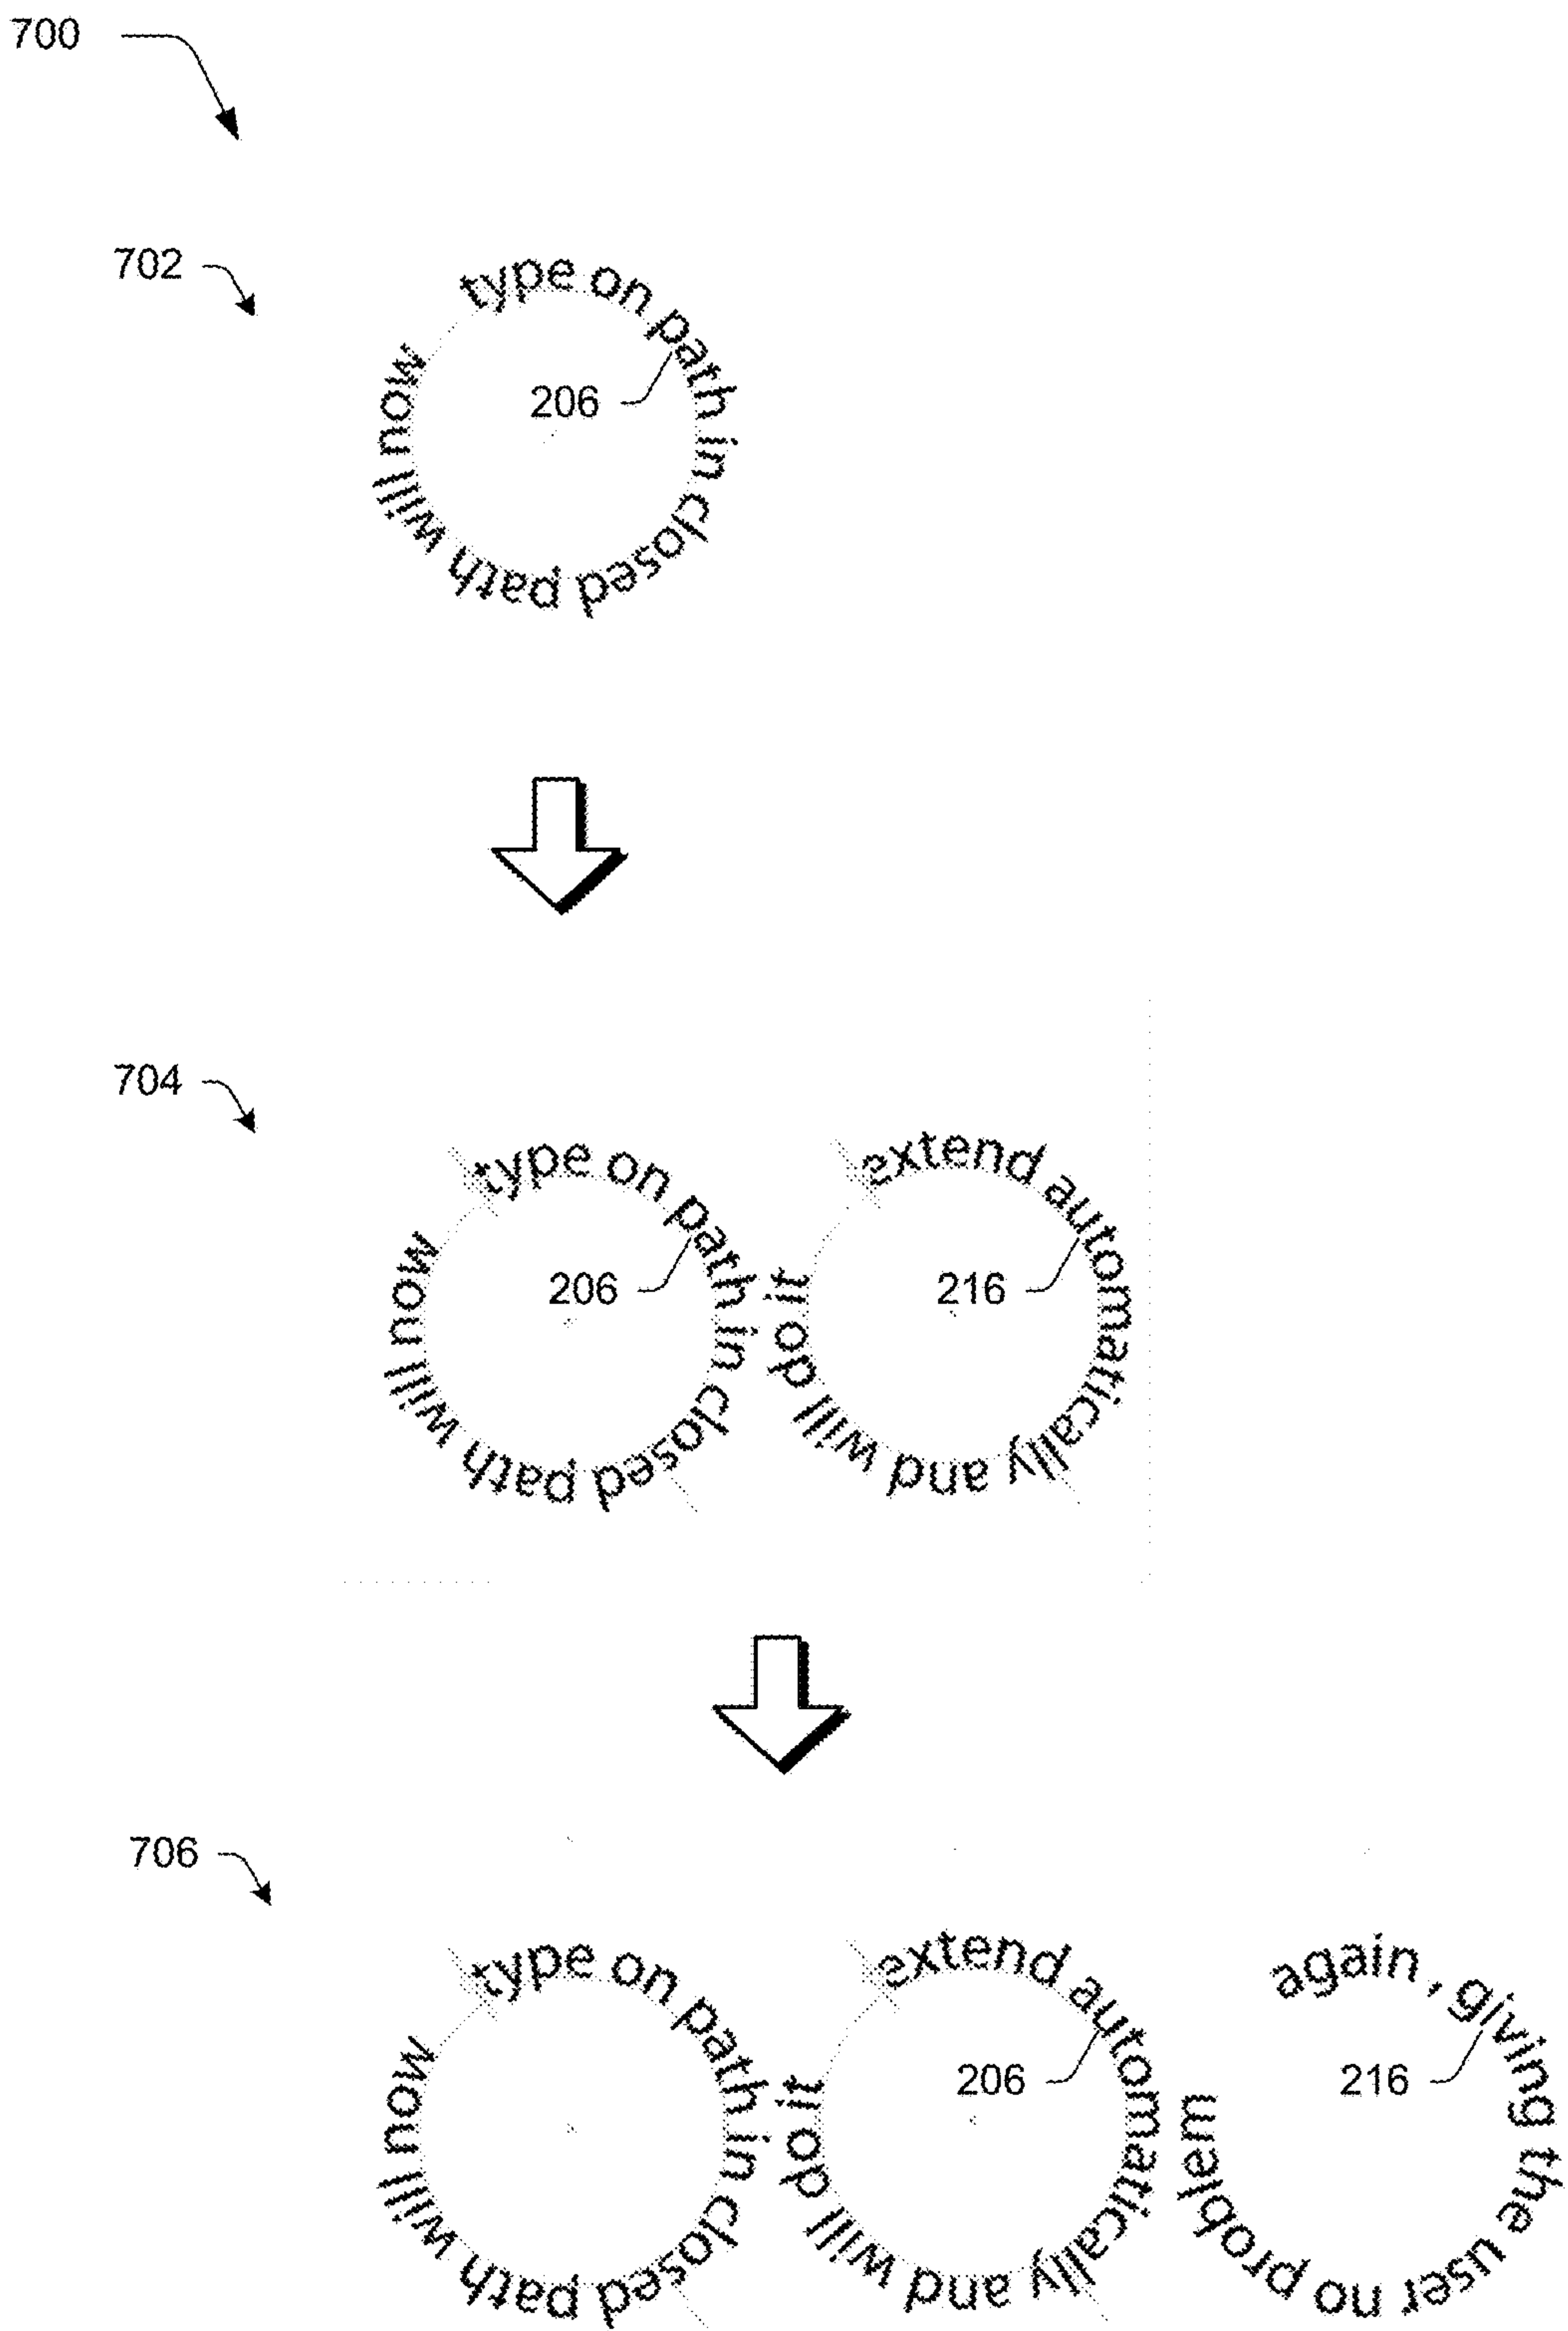 700
702
type on path in closed path will now
206
704
type on path in closed path will now
206
extend automatically and will do it
216
706
type on path in closed path will now
extend automatically and will do it
206
again, giving the user no problem
216